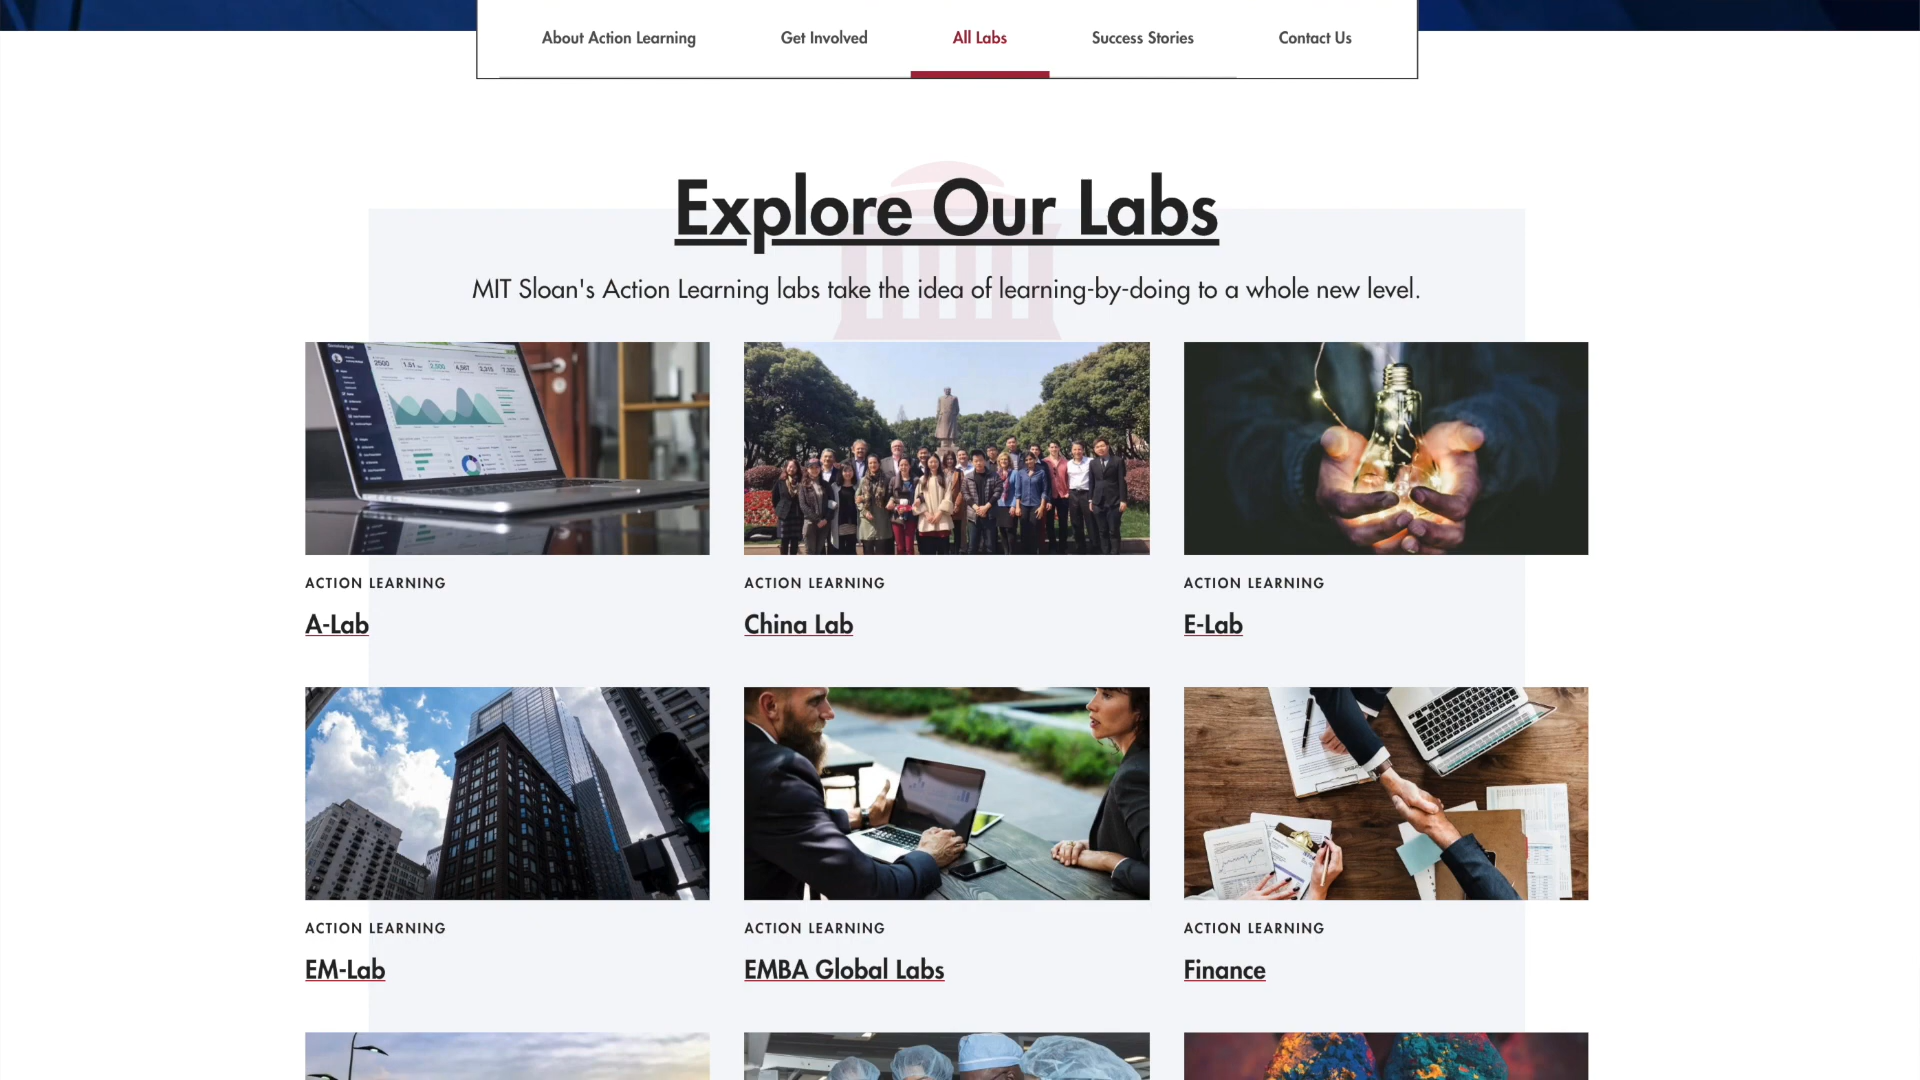 About Action Learning
Get Involved
All Labs
Success Stories
Contact Us
Explore Our Labs
MIT Sloan's Action Learning labs take the idea of learning-by-doing to a whole new level.
ACTION LEARNING
A-Lab
ACTION LEARNING
China Lab
ACTION LEARNING
E-Lab
ACTION LEARNING
EM-Lab
ACTION LEARNING
EMBA Global Labs
ACTION LEARNING
Finance